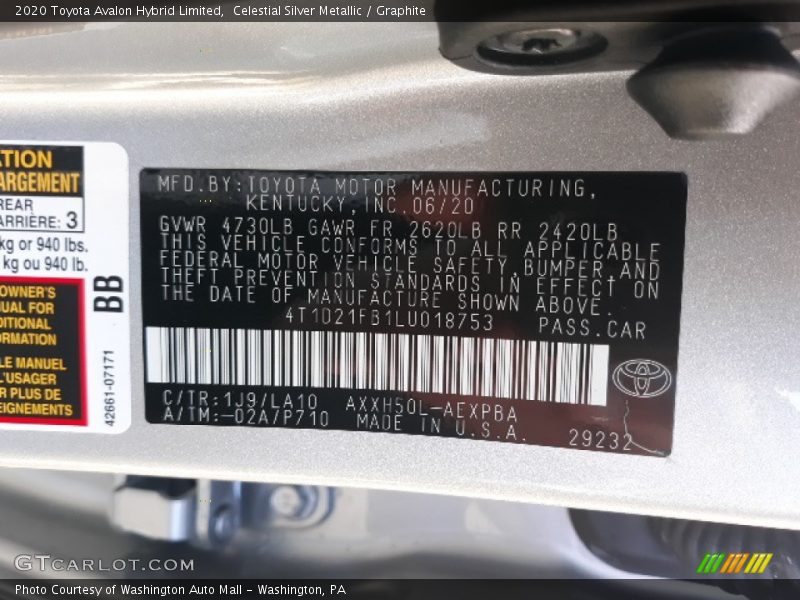 2020 Toyota Avalon Hybrid Limited, Celestial Silver Metallic / Graphite
ATION
ARGEMENT
REAR
ARRIÈRE: 3
kg or 940 lbs.
kg ou 940 lb.
OWNER'S
UAL FOR
DITIONAL
ORMATION
LE MANUEL
L'USAGER
R PLUS DE
EIGNEMENTS
BB
42661-07171
MFD.BY:TOYOTA MOTOR MANUFACTURING,
KENTUCKY,INC 06/20
GVWR 4730LB GAWR FR 2620LB RR 2420LB
THIS VEHICLE CONFORMS TO ALL APPLICABLE
FEDERAL MOTOR VEHICLE SAFETY,BUMPER,AND
THEFT PREVENTION STANDARDS IN EFFECT ON
THE DATE OF MANUFACTURE SHOWN ABOVE.
4T1D21FB1LU018753 PASS.CAR
C/TR:1J9/LA10 AXXH50L-AEXPBA
A/TM:-02A/P710 MADE IN U.S.A.
29232
GTCARLOT.COM
Photo Courtesy of Washington Auto Mall - Washington, PA